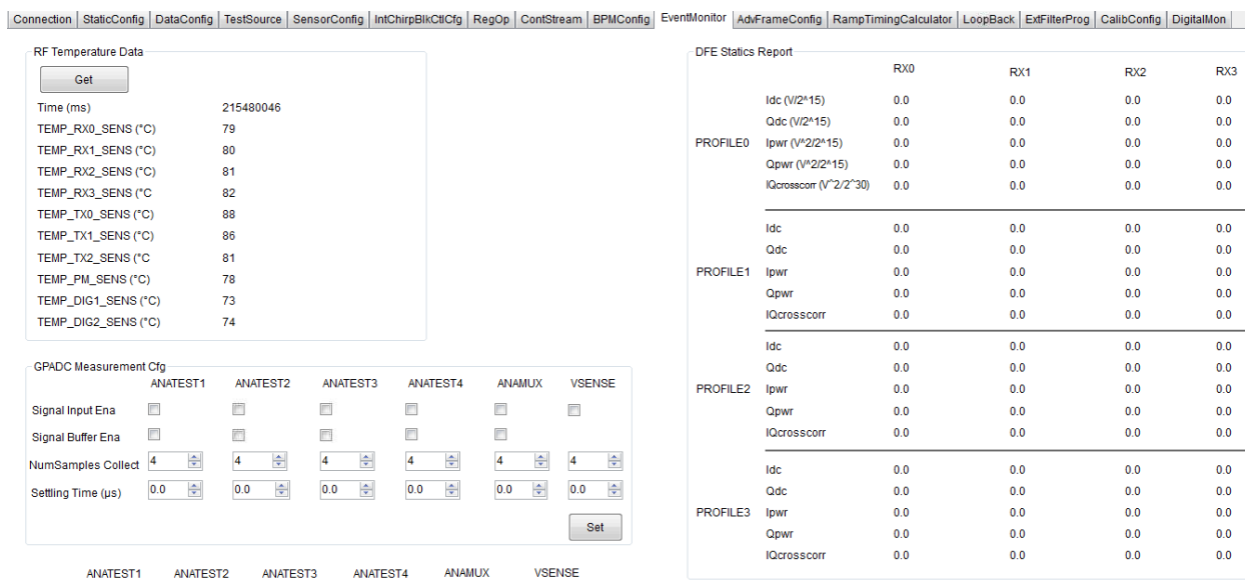 Connection StaticConfig DataConfig TestSource SensorConfig IntChirpBlkCtlCfg RegOp ContStream BPMConfig EventMonitor AdvFrameConfig RampTimingCalculator LoopBack ExtFilterProg CalibConfig DigitalMon
RF Temperature Data
Get
Time (ms) 215480046
TEMP_RX0_SENS (°C) 79
TEMP_RX1_SENS (°C) 80
TEMP_RX2_SENS (°C) 81
TEMP_RX3_SENS (°C 82
TEMP_TX0_SENS (°C) 88
TEMP_TX1_SENS (°C) 86
TEMP_TX2_SENS (°C 81
TEMP_PM_SENS (°C) 78
TEMP_DIG1_SENS (°C) 73
TEMP_DIG2_SENS (°C) 74
GPADC Measurement Cfg
ANATEST1 ANATEST2 ANATEST3 ANATEST4 ANAMUX VSENSE
Signal Input Ena
Signal Buffer Ena
NumSamples Collect 4 4 4 4 4 4
Settling Time (µs) 0.0 0.0 0.0 0.0 0.0 0.0
Set
ANATEST1 ANATEST2 ANATEST3 ANATEST4 ANAMUX VSENSE
DFE Statics Report
RX0 RX1 RX2 RX3
Idc (V/2^15) 0.0 0.0 0.0 0.0
Qdc (V/2^15) 0.0 0.0 0.0 0.0
PROFILE0 Ipwr (V^2/2^15) 0.0 0.0 0.0 0.0
Qpwr (V^2/2^15) 0.0 0.0 0.0 0.0
IQcrosscorr (V^2/2^30) 0.0 0.0 0.0 0.0
Idc 0.0 0.0 0.0 0.0
Qdc 0.0 0.0 0.0 0.0
PROFILE1 Ipwr 0.0 0.0 0.0 0.0
Qpwr 0.0 0.0 0.0 0.0
IQcrosscorr 0.0 0.0 0.0 0.0
Idc 0.0 0.0 0.0 0.0
Qdc 0.0 0.0 0.0 0.0
PROFILE2 Ipwr 0.0 0.0 0.0 0.0
Qpwr 0.0 0.0 0.0 0.0
IQcrosscorr 0.0 0.0 0.0 0.0
Idc 0.0 0.0 0.0 0.0
Qdc 0.0 0.0 0.0 0.0
PROFILE3 Ipwr 0.0 0.0 0.0 0.0
Qpwr 0.0 0.0 0.0 0.0
IQcrosscorr 0.0 0.0 0.0 0.0